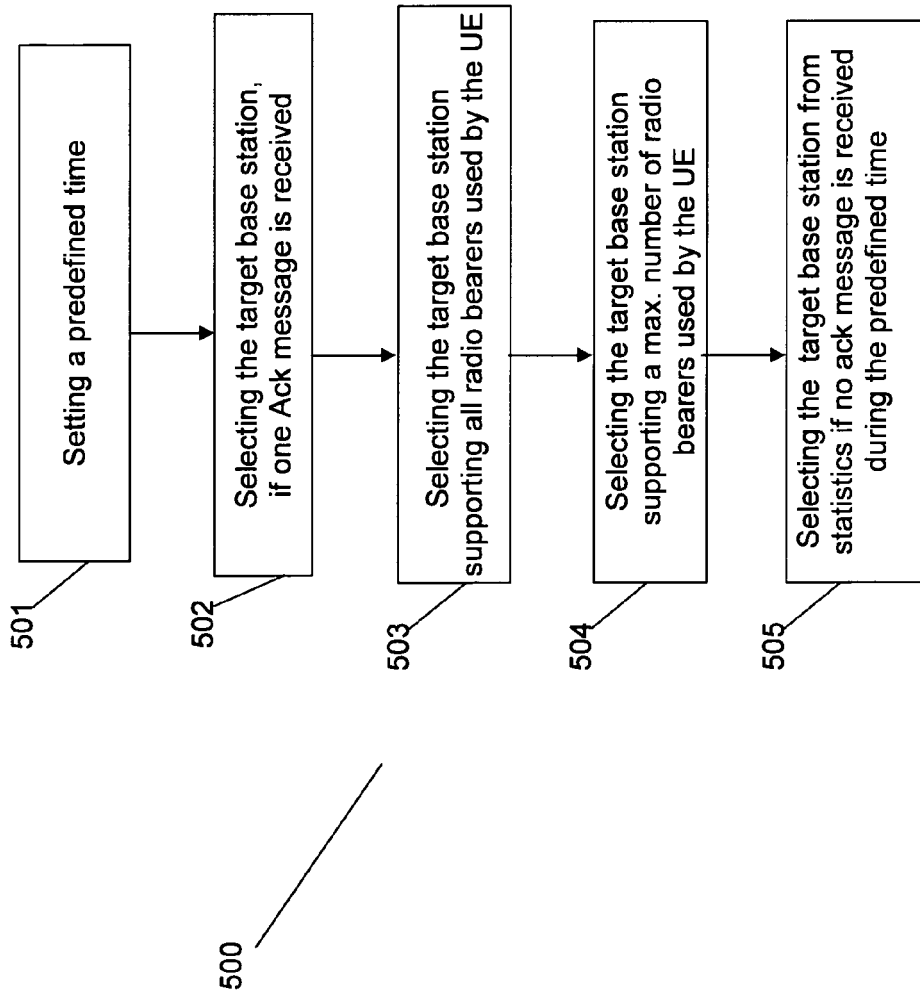 500
501
Setting a predefined time
502
Selecting the target base station,
if one Ack message is received
503
Selecting the target base station
supporting all radio bearers used by the UE
504
Selecting the target base station
supporting a max. number of radio
bearers used by the UE
505
Selecting the target base station from
statistics if no ack message is received
during the predefined time